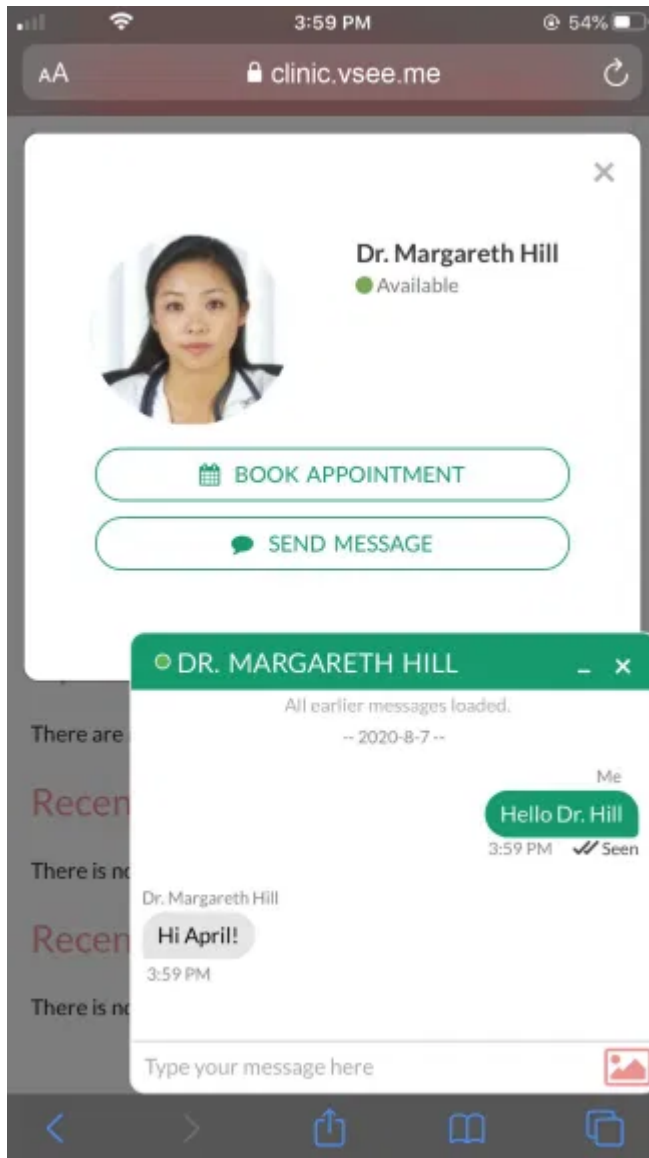 3:59 PM
54%
AA
clinic.vsee.me
Dr. Margareth Hill
Available
BOOK APPOINTMENT
SEND MESSAGE
DR. MARGARETH HILL
All earlier messages loaded.
-- 2020-8-7 --
There are
Me
Hello Dr. Hill
3:59 PM Seen
Recen
There is no
Dr. Margareth Hill
Hi April!
Recen
3:59 PM
There is no
Type your message here